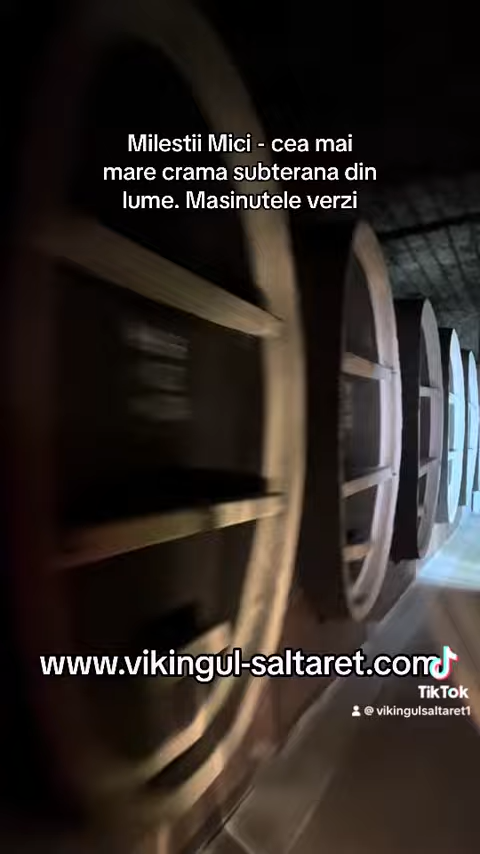 Milestii Mici - cea mai
mare crama subterana din
lume. Masinutele verzi
www.vikingul-saltaret.com
TikTok
@ vikingulsaltaret1